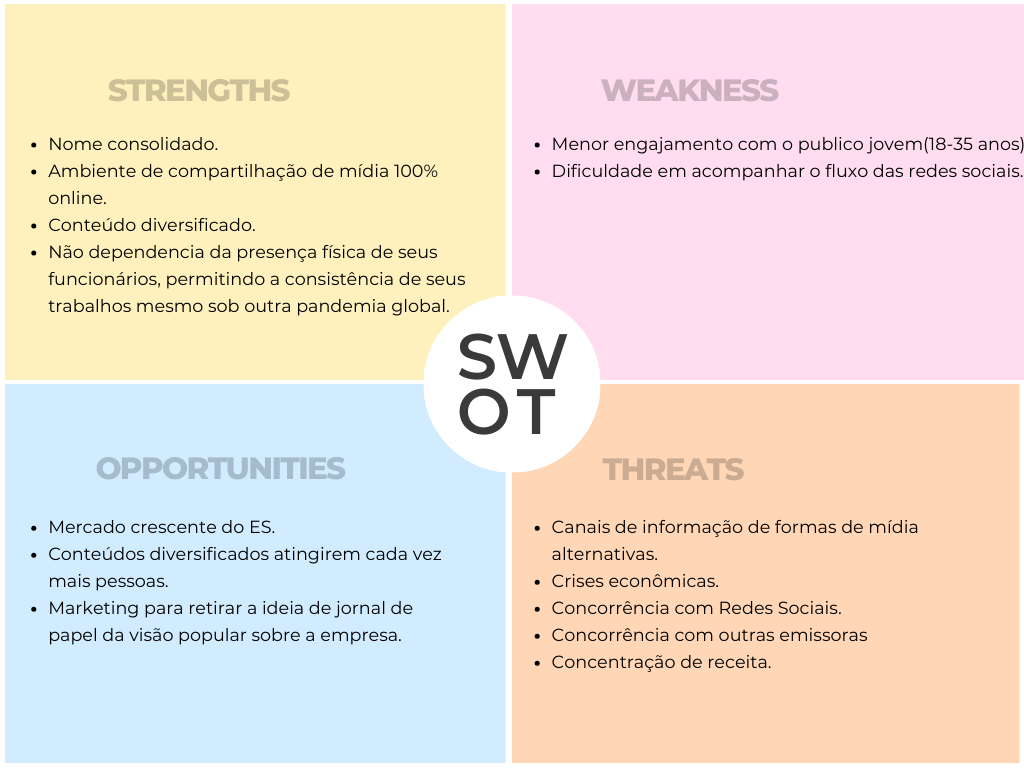 STRENGTHS
• Nome consolidado.
• Ambiente de compartilhação de mídia 100%
online.
• Conteúdo diversificado.
• Não dependencia da presença física de seus
funcionários, permitindo a consistência de seus
trabalhos mesmo sob outra pandemia global.
WEAKNESS
• Menor engajamento com o publico jovem(18-35 anos)
• Dificuldade em acompanhar o fluxo das redes sociais.
SW
OT
OPPORTUNITIES
• Mercado crescente do ES.
• Conteúdos diversificados atingirem cada vez
mais pessoas.
• Marketing para retirar a ideia de jornal de
papel da visão popular sobre a empresa.
THREATS
• Canais de informação de formas de mídia
alternativas.
• Crises econômicas.
• Concorrência com Redes Sociais.
• Concorrência com outras emissoras
• Concentração de receita.